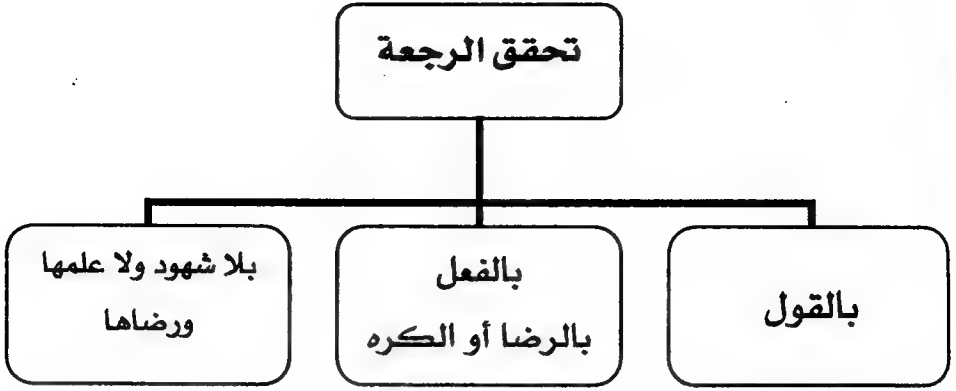 تحقق الرجعة
بالقول
بالفعل
بالرضا أو الكره
بلا شهود ولا علمها
ورضاها